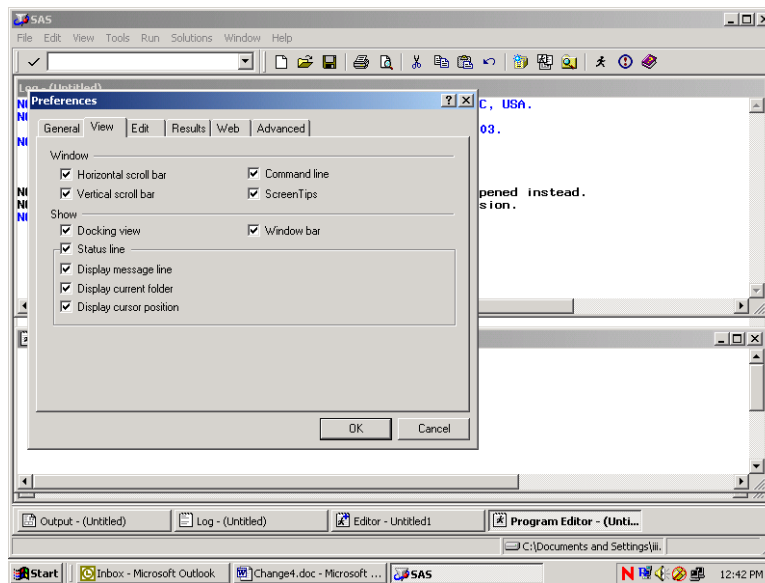 SAS
File Edit View Tools Run Solutions Window Help
Log - (Untitled)
Preferences
C, USA.
03.
General View Edit Results Web Advanced
Window
Horizontal scroll bar Command line
Vertical scroll bar ScreenTips
pened instead.
sion.
Show
Docking view Window bar
Status line
Display message line
Display current folder
Display cursor position
OK Cancel
Output - (Untitled) Log - (Untitled) Editor - Untitled1 Program Editor - (Unti...
C:\Documents and Settings\jii.
Start Inbox - Microsoft Outlook Change4.doc - Microsoft ... SAS 12:42 PM